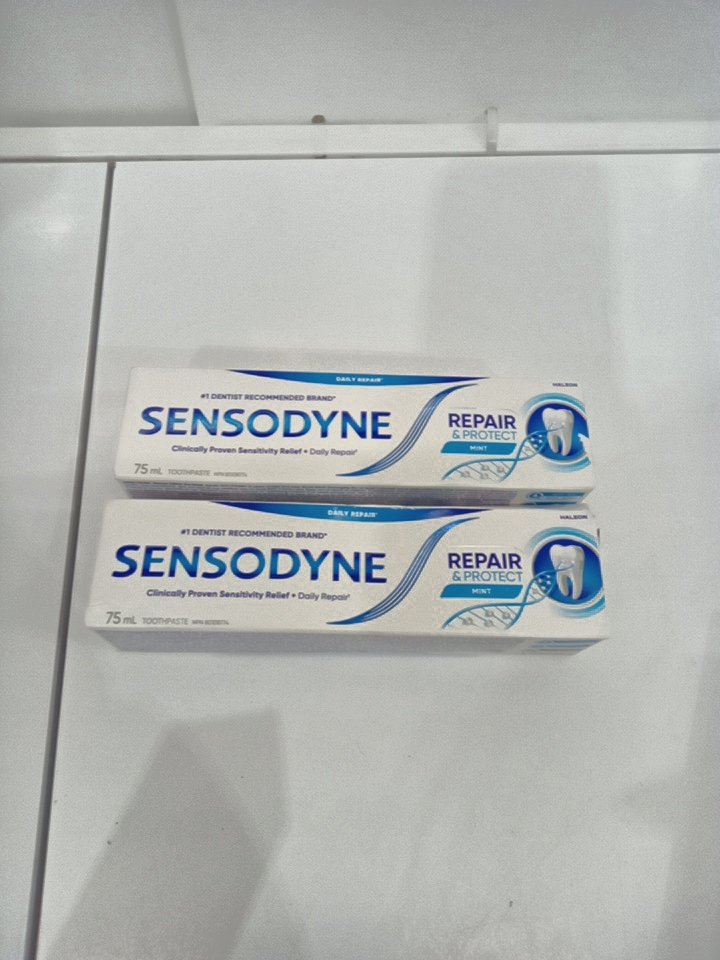 DAILY REPAIR†
HALEON
#1 DENTIST RECOMMENDED BRAND*
SENSODYNE
Clinically Proven Sensitivity Relief + Daily Repair†
75 mL TOOTHPASTE
REPAIR
& PROTECT
MINT
DAILY REPAIR†
HALEON
#1 DENTIST RECOMMENDED BRAND*
SENSODYNE
Clinically Proven Sensitivity Relief + Daily Repair†
75 mL TOOTHPASTE
REPAIR
& PROTECT
MINT